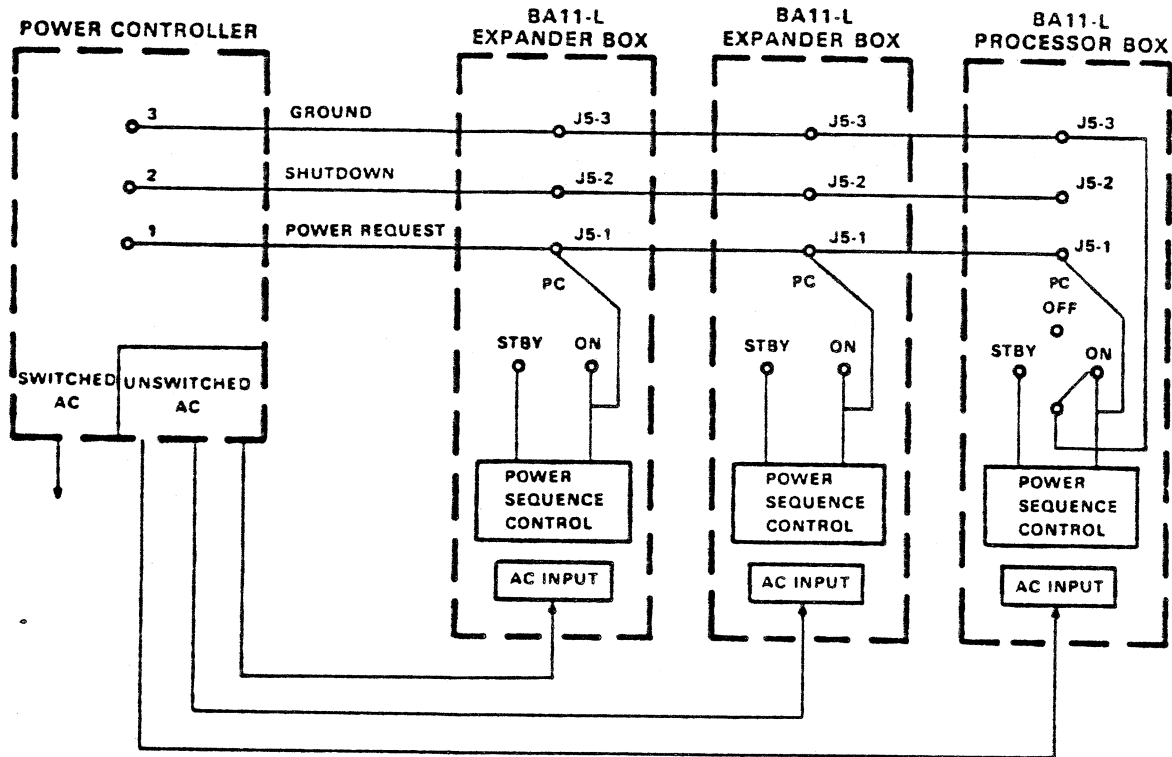 POWER CONTROLLER
BA11-L
EXPANDER BOX
BA11-L
EXPANDER BOX
BA11-L
PROCESSOR BOX
3
GROUND
J5-3
J5-3
J5-3
2
SHUTDOWN
J5-2
J5-2
J5-2
1
POWER REQUEST
J5-1
J5-1
J5-1
PC
PC
PC
OFF
STBY
ON
STBY
ON
STBY
ON
SWITCHED
AC
UNSWITCHED
AC
POWER
SEQUENCE
CONTROL
POWER
SEQUENCE
CONTROL
POWER
SEQUENCE
CONTROL
AC INPUT
AC INPUT
AC INPUT